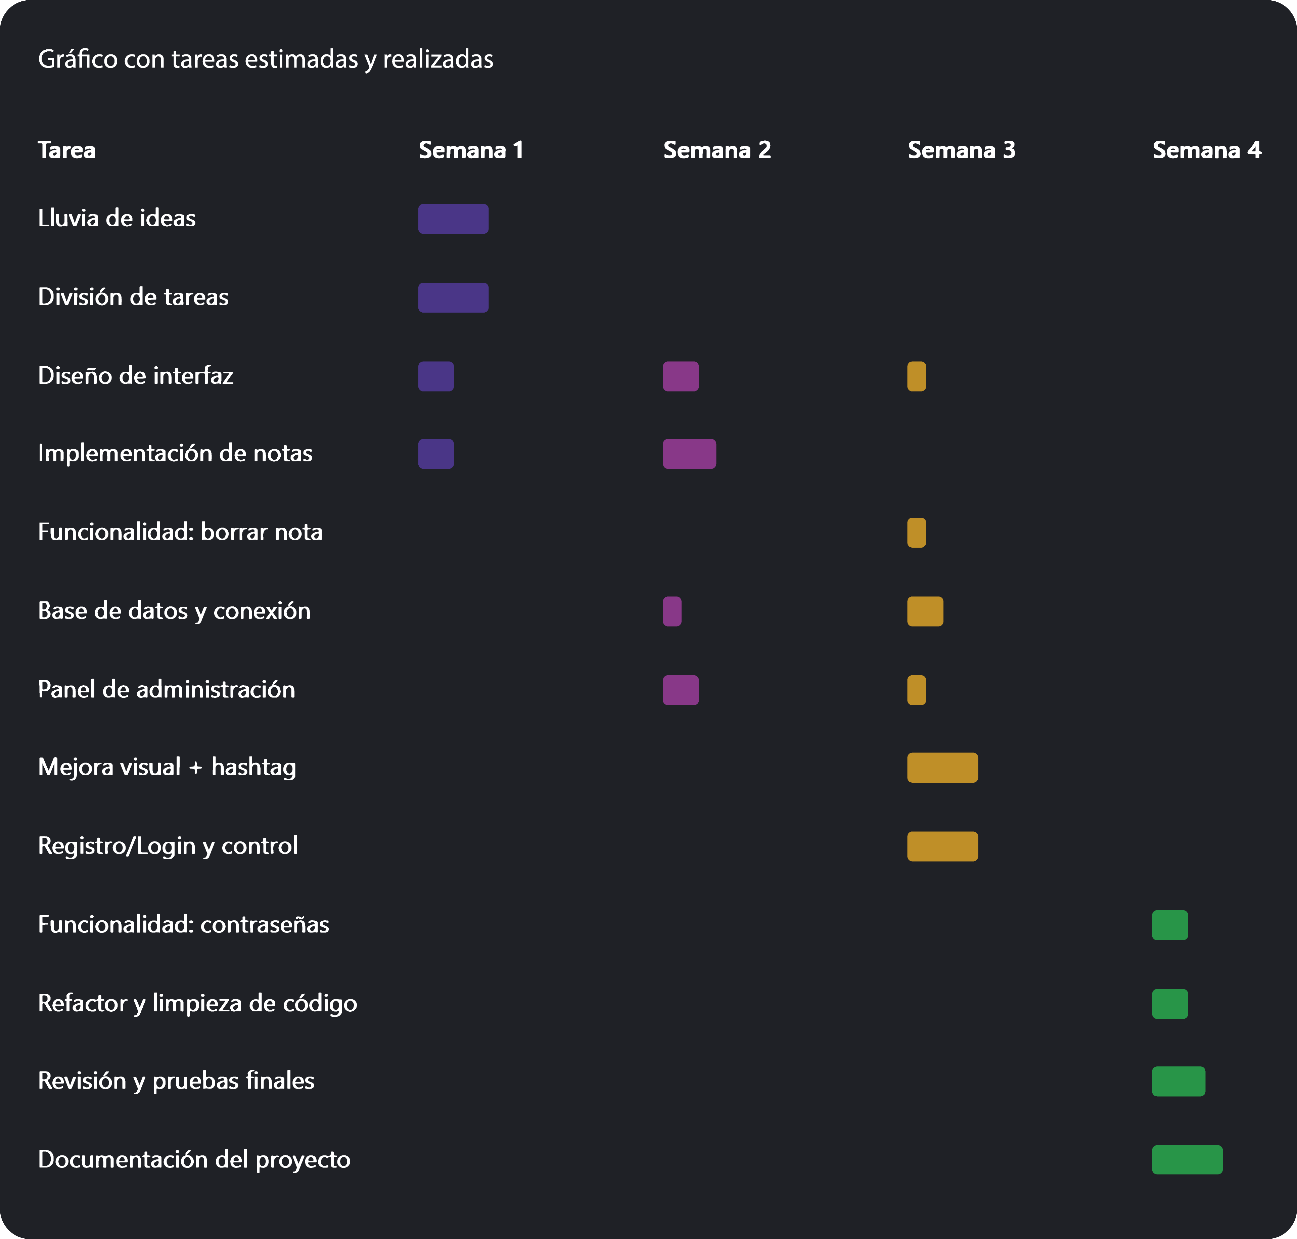 Gráfico con tareas estimadas y realizadas
Tarea Semana 1 Semana 2 Semana 3 Semana 4
Lluvia de ideas
División de tareas
Diseño de interfaz
Implementación de notas
Funcionalidad: borrar nota
Base de datos y conexión
Panel de administración
Mejora visual + hashtag
Registro/Login y control
Funcionalidad: contraseñas
Refactor y limpieza de código
Revisión y pruebas finales
Documentación del proyecto